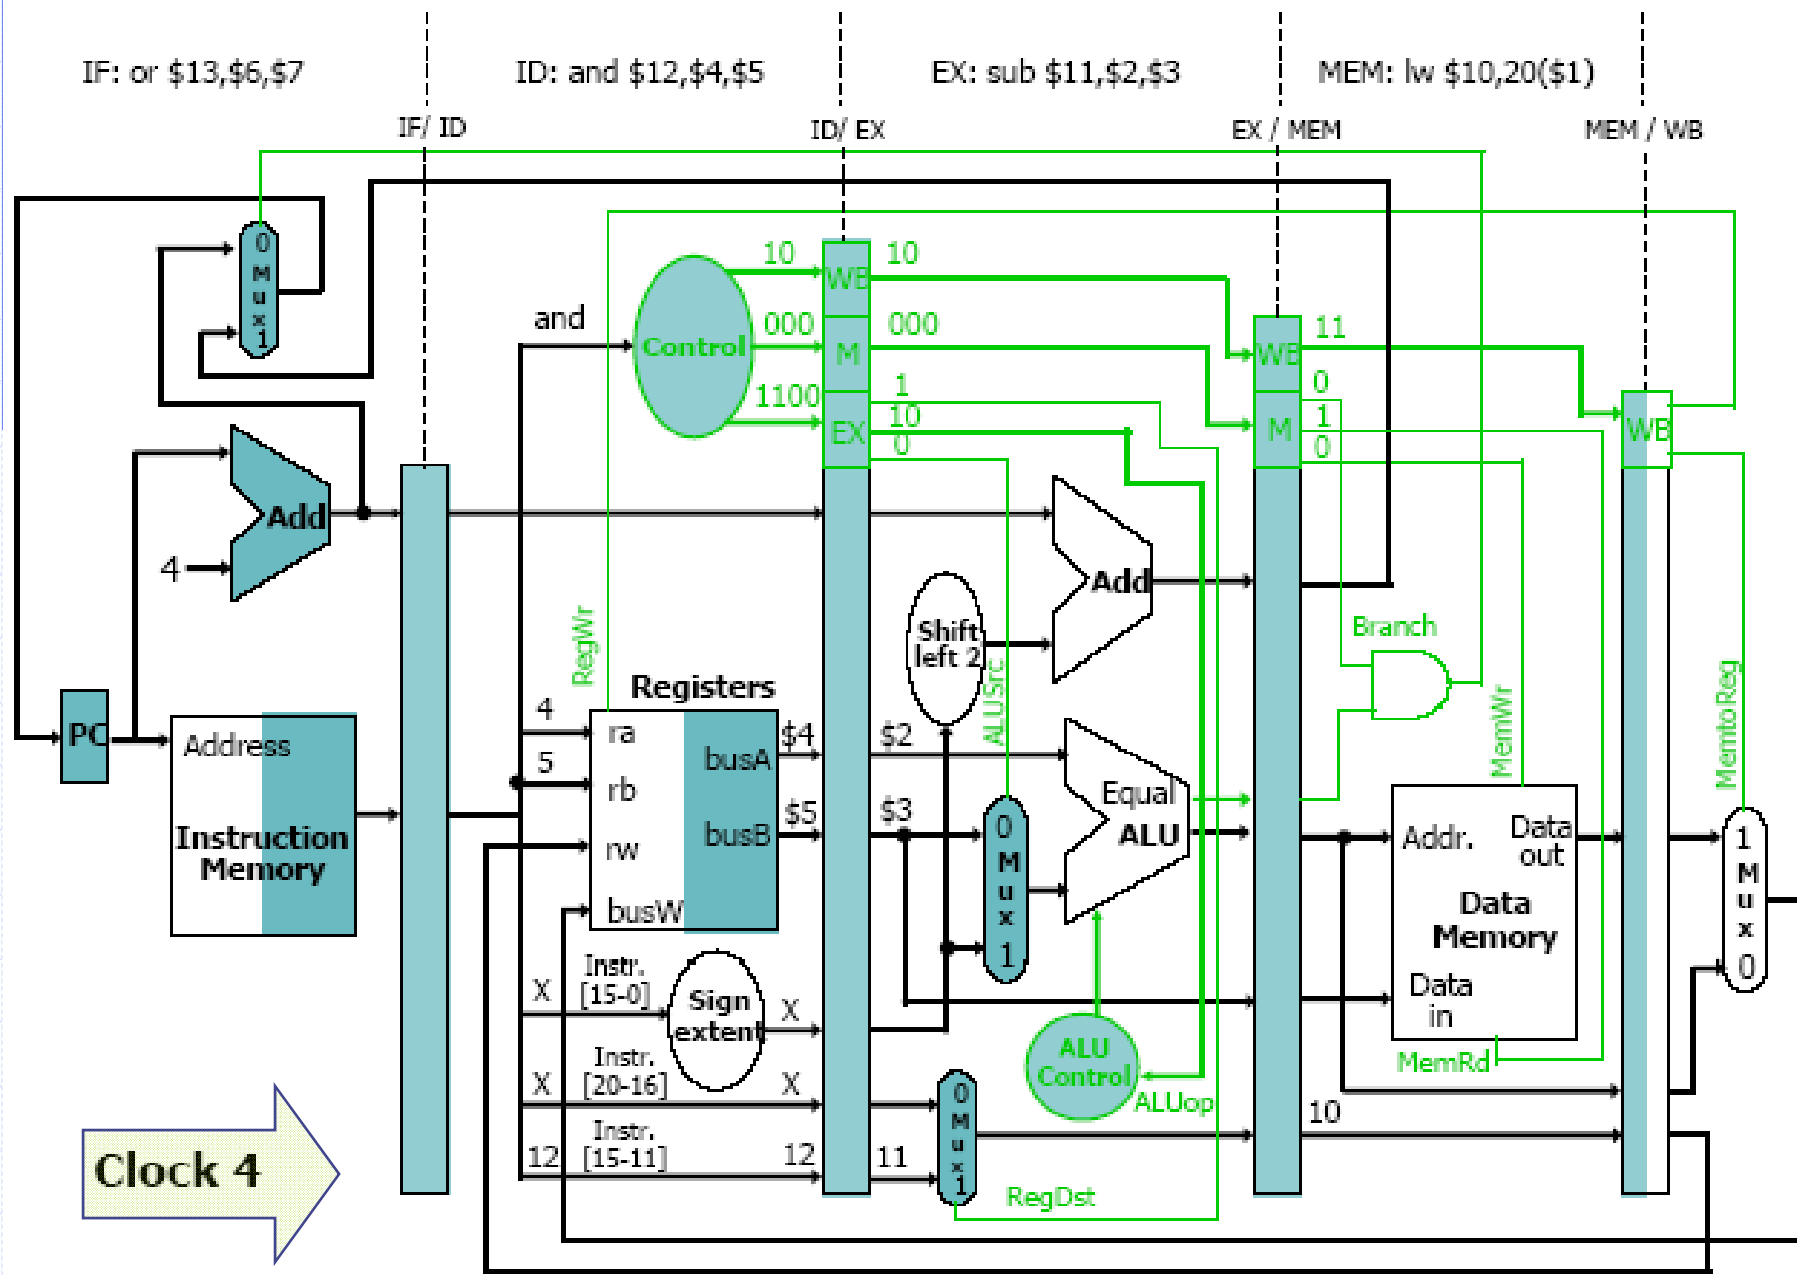 IF: or $13,$6,$7
ID: and $12,$4,$5
EX: sub $11,$2,$3
MEM: lw $10,20($1)
IF/ ID
ID/ EX
EX / MEM
MEM / WB
0
M
u
x
1
10
WB
10
and
Control
000
M
000
1100
EX
1
10
0
WB
11
M
0
1
0
WB
Add
4
Add
Shift
left 2
Branch
RegWr
ALUSrc
MemWr
MemtoReg
PC
Address
Instruction
Memory
Registers
4
ra
5
rb
rw
busW
busA
busB
$4
$5
$2
$3
0
M
u
x
1
Equal
ALU
Addr.
Data
out
Data
Memory
Data
in
MemRd
1
M
u
x
0
X
Instr.
[15-0]
Sign
extent
X
X
Instr.
[20-16]
X
12
Instr.
[15-11]
12
11
0
M
u
x
1
RegDst
ALU
Control
ALUop
10
Clock 4